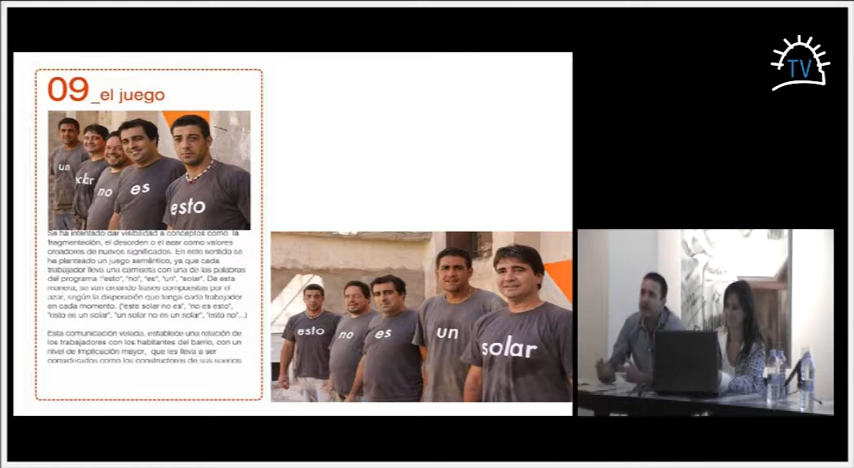 TV
09_el juego
un
solar
no
es
esto
Se ha intentado dar visibilidad a conceptos como la
fragmentación, el desorden o el azar como valores
creadores de nuevos significados. En este sentido se
ha planteado un juego semántico, ya que cada
trabajador lleva una camiseta con una de las palabras
del programa :"esto", "no", "es", "un", "solar". De esta
manera, se van creando frases compuestas por el
azar, según la disposición que tenga cada trabajador
en cada momento. ("este solar no es", "no es esto",
"esto es un solar", "un solar no es un solar", "esto no"...)
Esta comunicación velada, establece una relación de
los trabajadores con los habitantes del barrio, con un
nivel de implicación mayor, que les lleva a ser
considerados como los constructores de sus sueños.
esto
no
es
un
solar